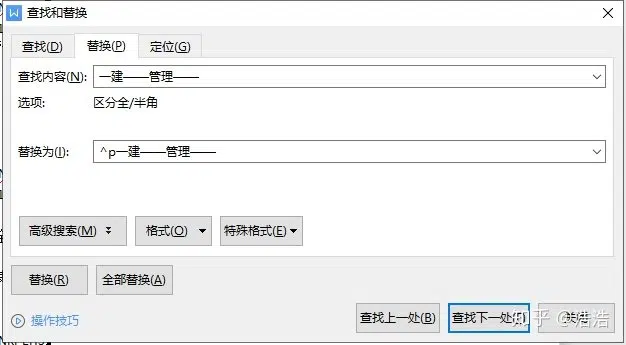 查找和替换
查找(D) 替换(P) 定位(G)
查找内容(N): 一建——管理——
选项: 区分全/半角
替换为(I): ^p一建——管理——
高级搜索(M) 格式(O) 特殊格式(E)
替换(R) 全部替换(A)
操作技巧 查找上一处(B) 查找下一处(F) 关闭
知乎 @浩浩